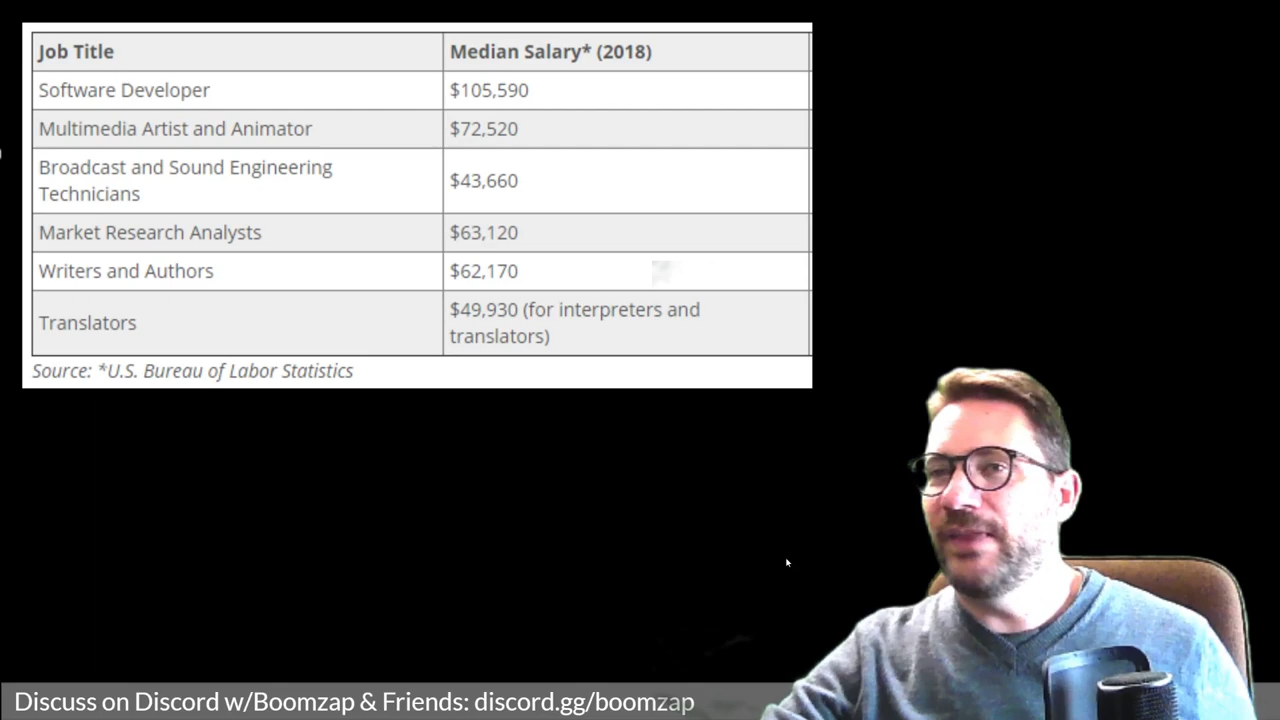 Job Title
Median Salary* (2018)
Software Developer
$105,590
Multimedia Artist and Animator
$72,520
Broadcast and Sound Engineering
Technicians
$43,660
Market Research Analysts
$63,120
Writers and Authors
$62,170
Translators
$49,930 (for interpreters and
translators)
Source: *U.S. Bureau of Labor Statistics
Discuss on Discord w/Boomzap & Friends: discord.gg/boomzap